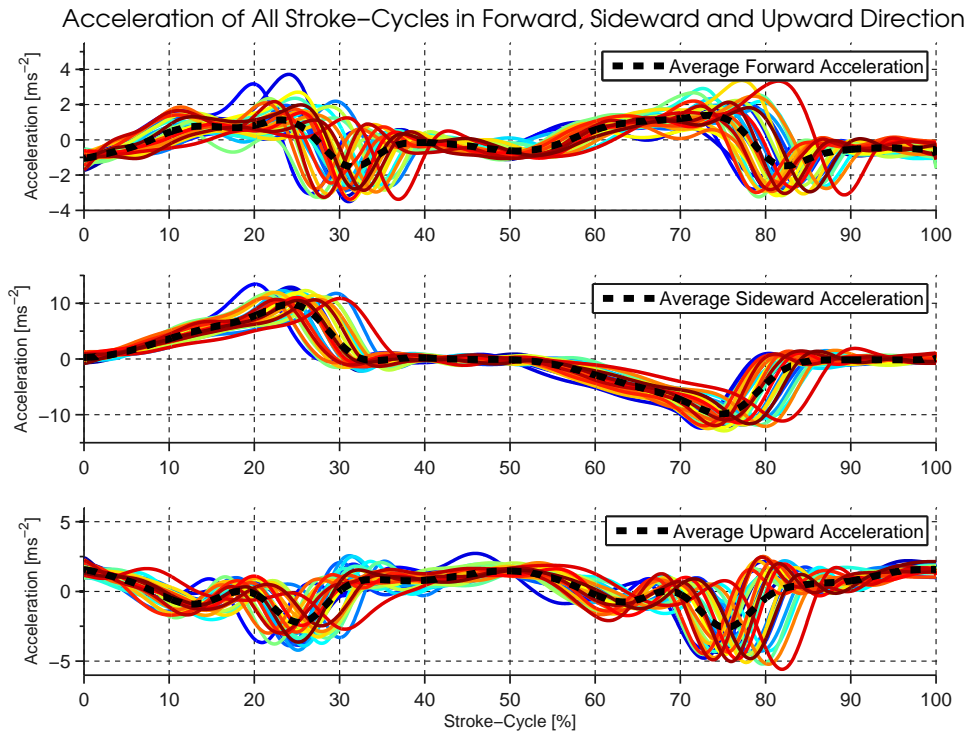 Acceleration of All Stroke−Cycles in Forward, Sideward and Upward Direction
Acceleration [ms−2]
4
2
0
−2
−4
Average Forward Acceleration
0 10 20 30 40 50 60 70 80 90 100
Acceleration [ms−2]
10
0
−10
Average Sideward Acceleration
0 10 20 30 40 50 60 70 80 90 100
Acceleration [ms−2]
5
0
−5
Average Upward Acceleration
0 10 20 30 40 50 60 70 80 90 100
Stroke−Cycle [%]